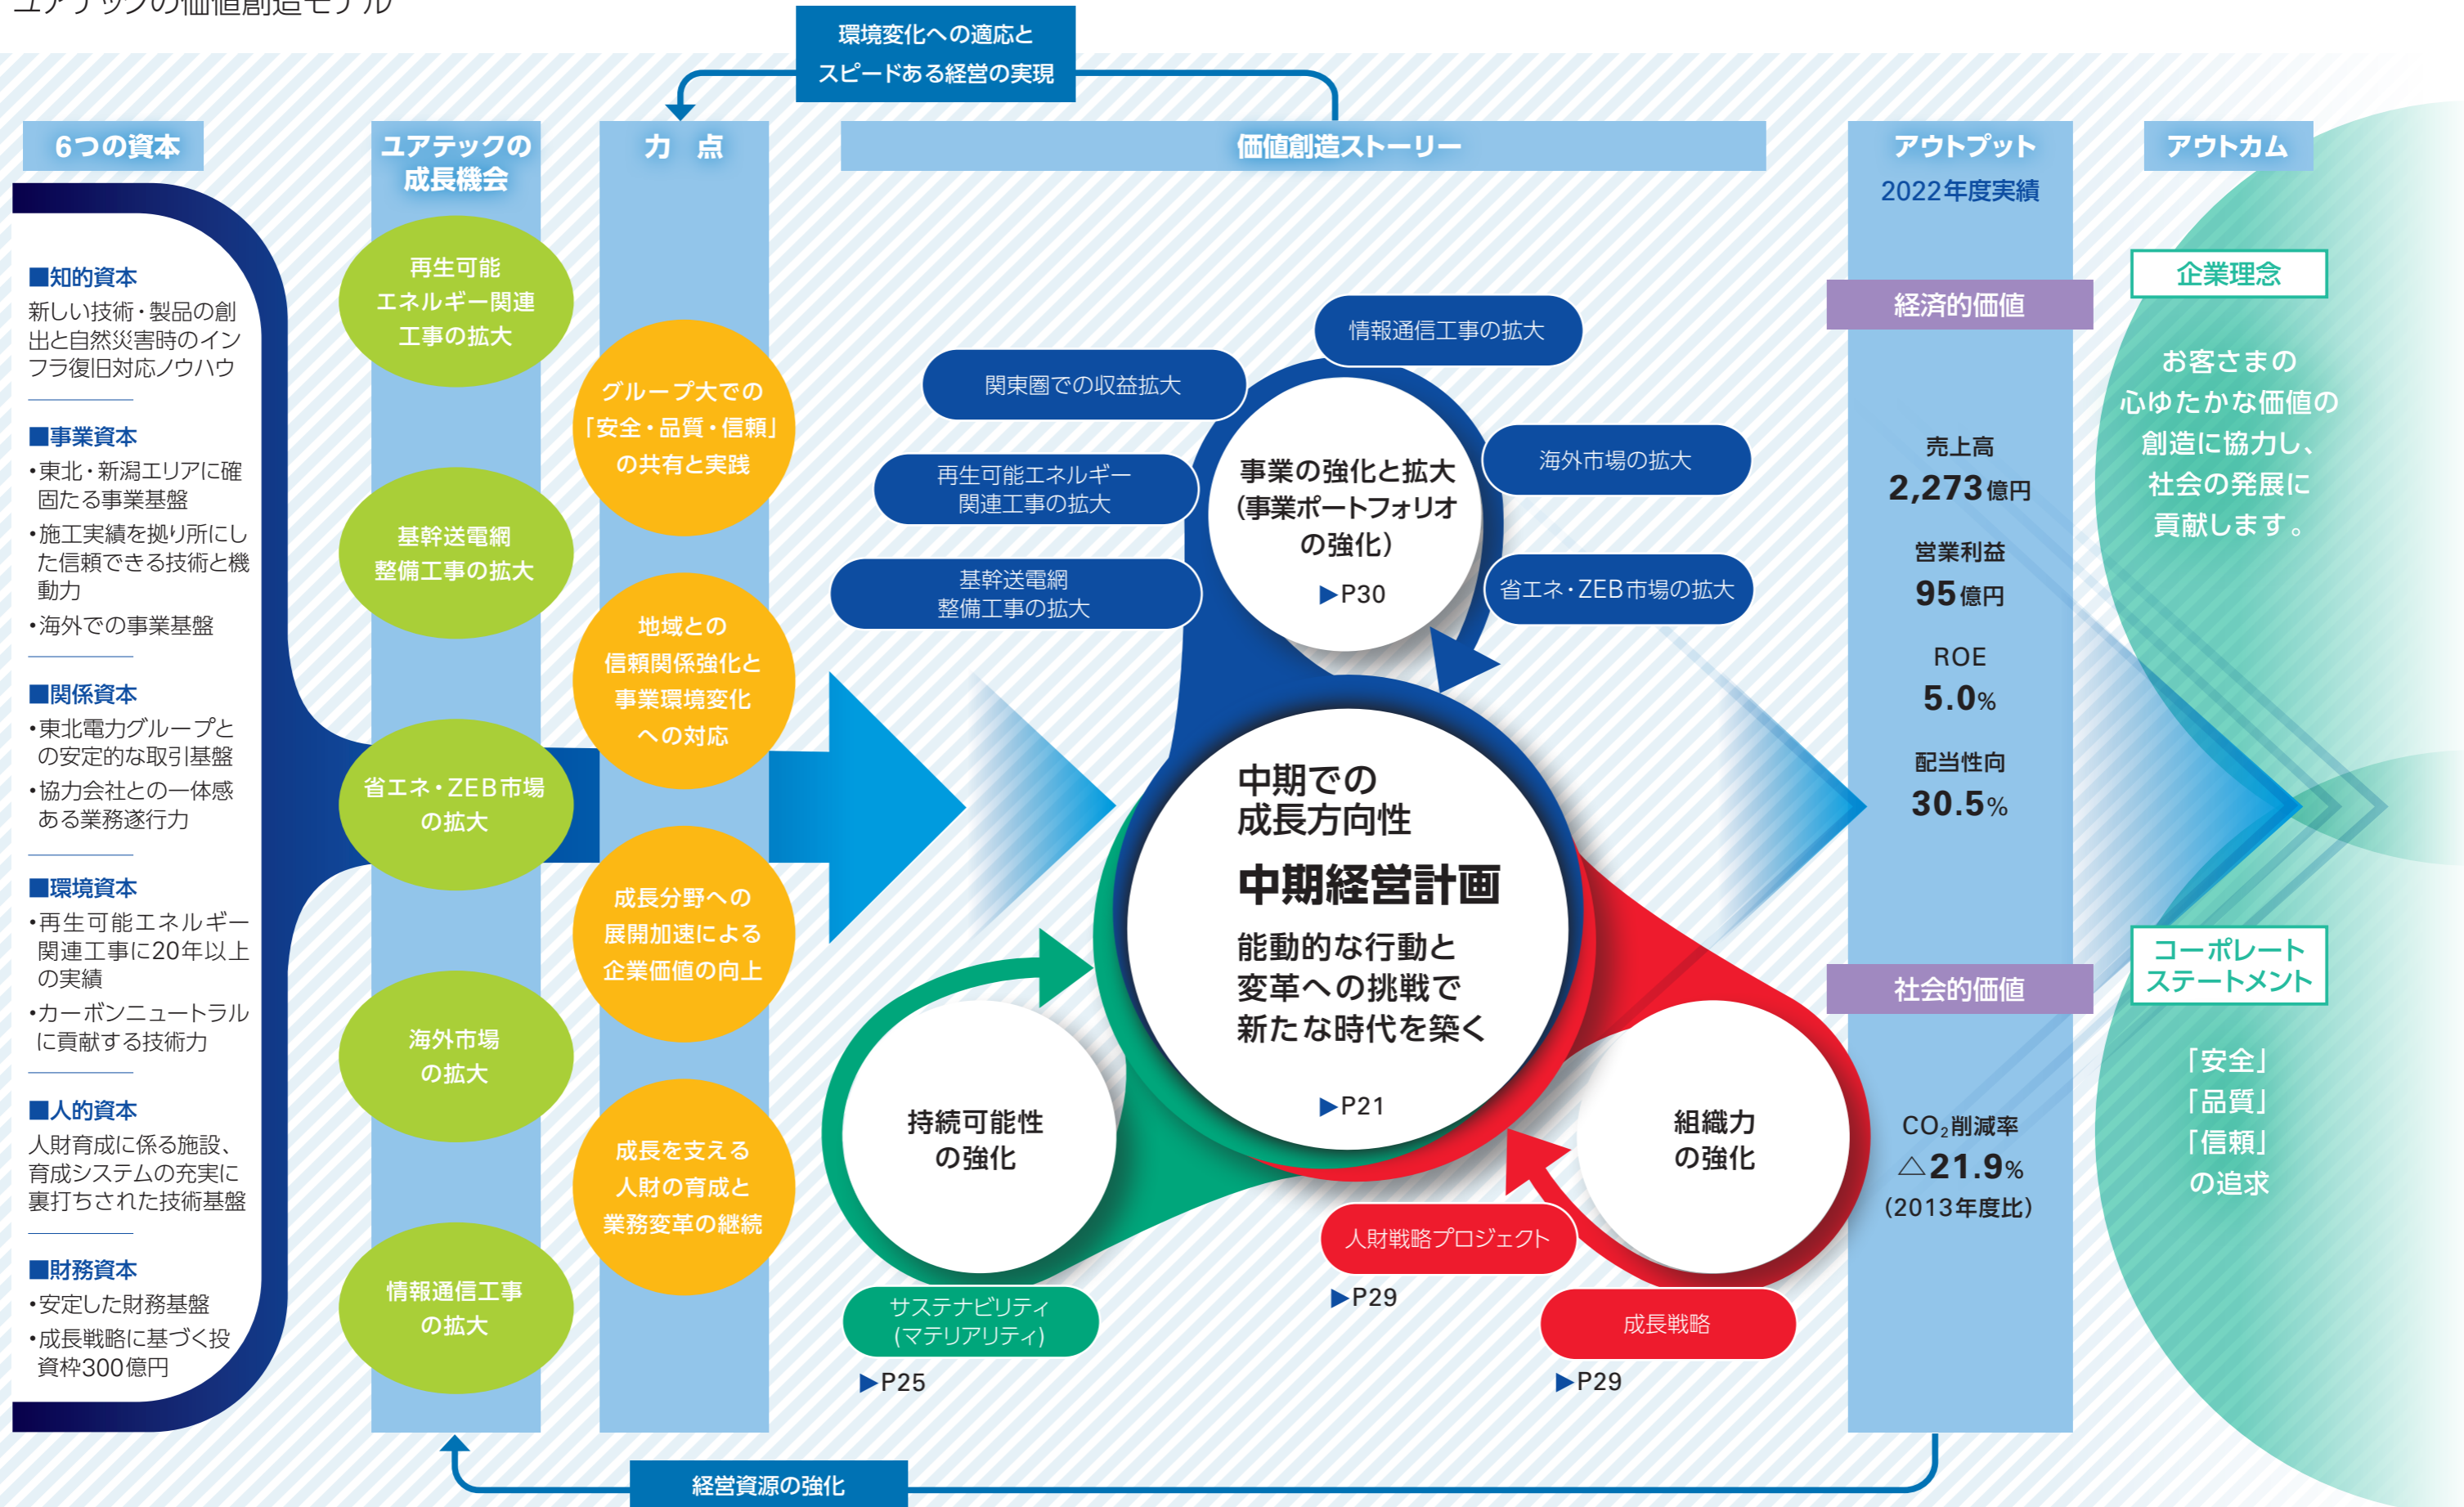 ユアテックの価値創造モデル
環境変化への適応と
スピードある経営の実現
6つの資本
■知的資本
新しい技術・製品の創
出と自然災害時のイン
フラ復旧対応ノウハウ
■事業資本
・東北・新潟エリアに確
固たる事業基盤
・施工実績を拠り所にし
た信頼できる技術と機
動力
・海外での事業基盤
■関係資本
・東北電力グループと
の安定的な取引基盤
・協力会社との一体感
ある業務遂行力
■環境資本
・再生可能エネルギー
関連工事に20年以上
の実績
・カーボンニュートラル
に貢献する技術力
■人的資本
人財育成に係る施設、
育成システムの充実に
裏打ちされた技術基盤
■財務資本
・安定した財務基盤
・成長戦略に基づく投
資枠300億円
ユアテックの
成長機会
再生可能
エネルギー関連
工事の拡大
基幹送電網
整備工事の拡大
省エネ・ZEB市場
の拡大
海外市場
の拡大
情報通信工事
の拡大
力 点
グループ大での
「安全・品質・信頼」
の共有と実践
地域との
信頼関係強化と
事業環境変化
への対応
成長分野への
展開加速による
企業価値の向上
成長を支える
人財の育成と
業務変革の継続
価値創造ストーリー
情報通信工事の拡大
関東圏での収益拡大
再生可能エネルギー
関連工事の拡大
基幹送電網
整備工事の拡大
事業の強化と拡大
(事業ポートフォリオ
の強化)
▶P30
海外市場の拡大
省エネ・ZEB市場の拡大
中期での
成長方向性
中期経営計画
能動的な行動と
変革への挑戦で
新たな時代を築く
▶P21
持続可能性
の強化
サステナビリティ
(マテリアリティ)
▶P25
組織力
の強化
人財戦略プロジェクト
▶P29
成長戦略
▶P29
アウトプット
2022年度実績
経済的価値
売上高
2,273億円
営業利益
95億円
ROE
5.0%
配当性向
30.5%
社会的価値
CO₂削減率
△21.9%
(2013年度比)
アウトカム
企業理念
お客さまの
心ゆたかな価値の
創造に協力し、
社会の発展に
貢献します。
コーポレート
ステートメント
「安全」
「品質」
「信頼」
の追求
経営資源の強化